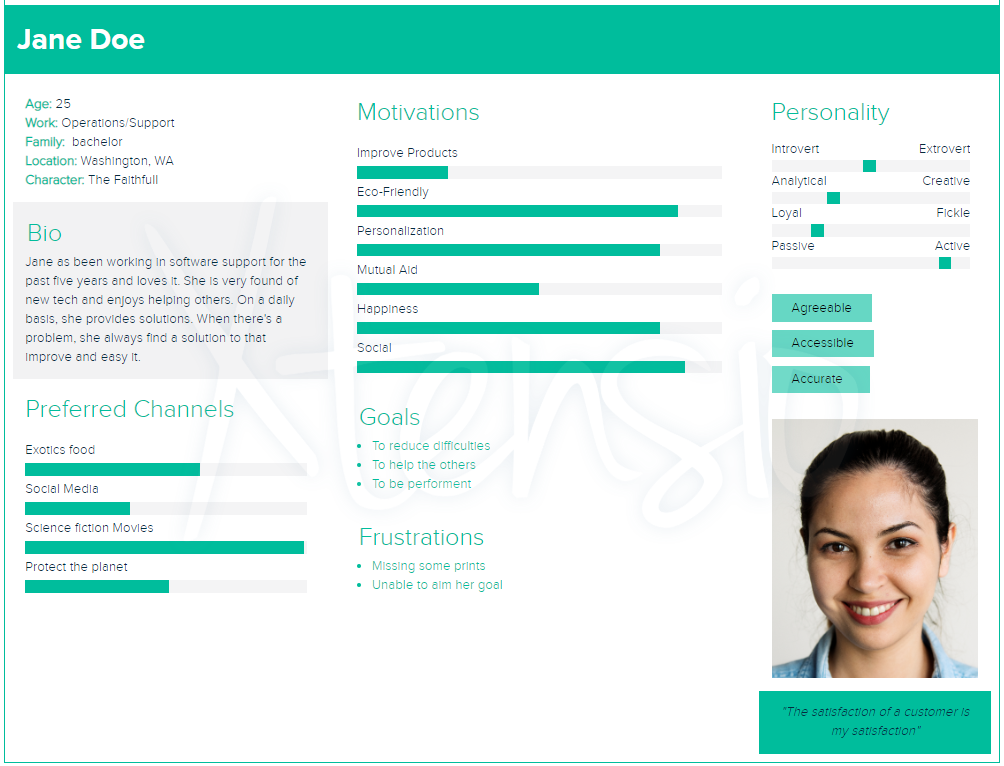 Jane Doe
Age: 25
Work: Operations/Support
Family: bachelor
Location: Washington, WA
Character: The Faithfull
Bio
Jane as been working in software support for the
past five years and loves it. She is very found of
new tech and enjoys helping others. On a daily
basis, she provides solutions. When there's a
problem, she always find a solution to that
improve and easy it.
Preferred Channels
Exotics food
Social Media
Science fiction Movies
Protect the planet
Motivations
Improve Products
Eco-Friendly
Personalization
Mutual Aid
Happiness
Social
Goals
To reduce difficulties
To help the others
To be performent
Frustrations
Missing some prints
Unable to aim her goal
Personality
Introvert Extrovert
Analytical Creative
Loyal Fickle
Passive Active
Agreeable
Accessible
Accurate
"The satisfaction of a customer is
my satisfaction"
Xtensio